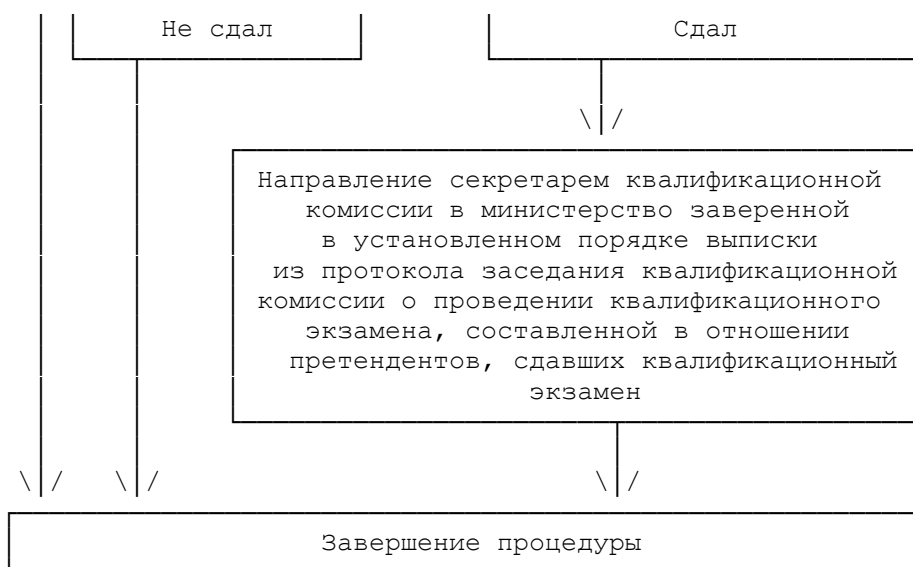 Не сдал
Сдал
Направление секретарем квалификационной
комиссии в министерство заверенной
в установленном порядке выписки
из протокола заседания квалификационной
комиссии о проведении квалификационного
экзамена, составленной в отношении
претендентов, сдавших квалификационный
экзамен
Завершение процедуры